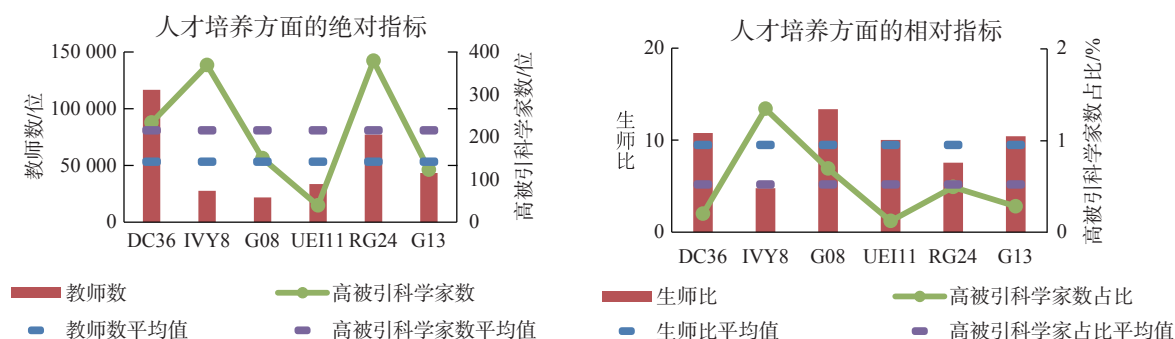 人才培养方面的绝对指标
150 000
100 000
50 000
0
教师数/位
400
300
200
100
0
高被引科学家数/位
DC36 IVY8 G08 UEI11 RG24 G13
教师数 高被引科学家数
教师数平均值 高被引科学家数平均值
人才培养方面的相对指标
20
10
0
生师比
2
1
0
高被引科学家数占比/%
DC36 IVY8 G08 UEI11 RG24 G13
生师比 高被引科学家数占比
生师比平均值 高被引科学家占比平均值